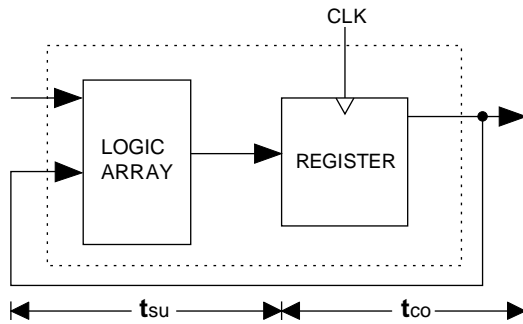 CLK
LOGIC
ARRAY
REGISTER
tsu
tco